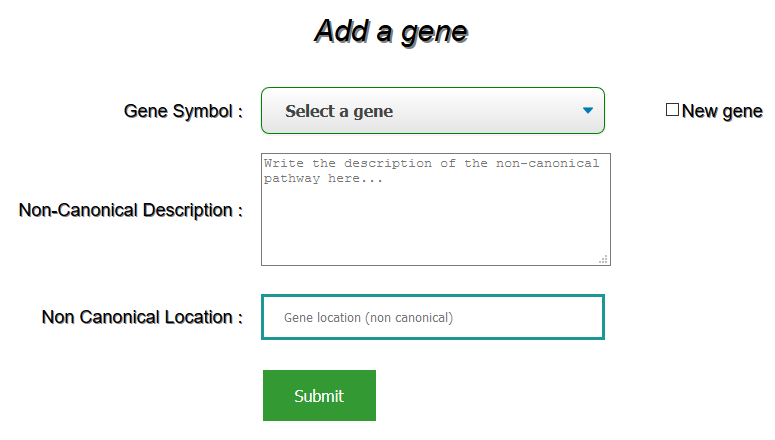 Add a gene
Gene Symbol :
Select a gene
New gene
Non-Canonical Description :
Write the description of the non-canonical
pathway here...
Non Canonical Location :
Gene location (non canonical)
Submit